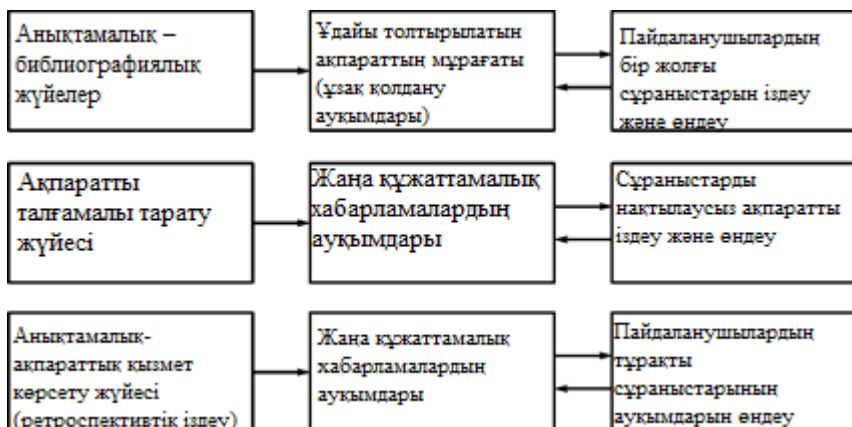 Анықтамалық –
библиографиялық
жүйелер
Ұдайы толтырылатын
ақпараттың мұрағаты
(ұзақ қолдану
ауқымдары)
Пайдаланушылардың
бір жолғы
сұраныстарын іздеу
және өңдеу
Ақпаратты
талғамалы тарату
жүйесі
Жаңа құжаттамалық
хабарламалардың
ауқымдары
Сұраныстарды
нақтылаусыз ақпаратты
іздеу және өңдеу
Анықтамалық-
ақпараттық қызмет
көрсету жүйесі
(ретроспективтік іздеу)
Жаңа құжаттамалық
хабарламалардың
ауқымдары
Пайдаланушылардың
тұрақты
сұраныстарының
ауқымдарын өңдеу